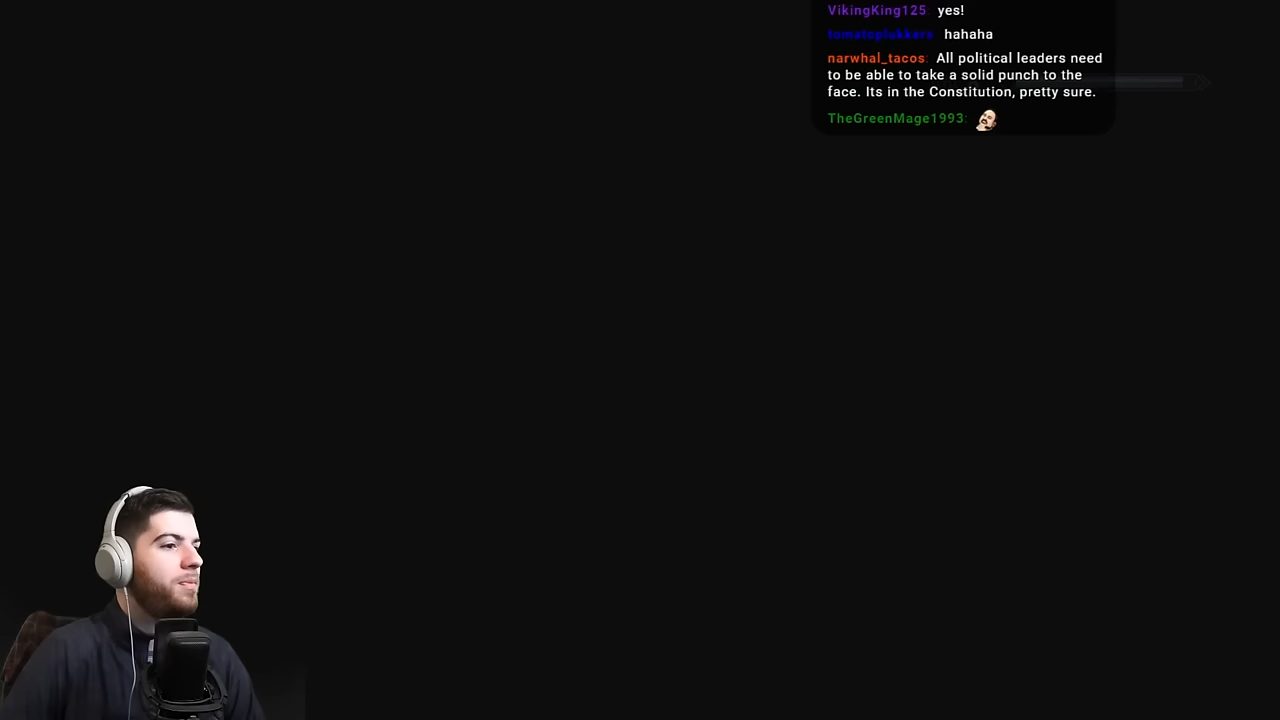 VikingKing125: yes!
tomatoplukkers hahaha
narwhal_tacos: All political leaders need
to be able to take a solid punch to the
face. Its in the Constitution, pretty sure.
TheGreenMage1993: